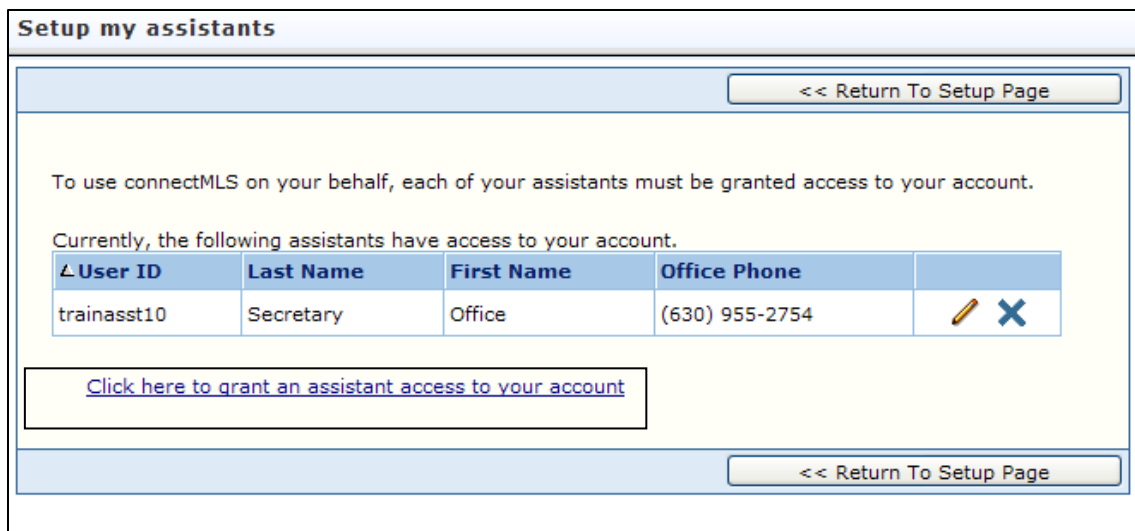 Setup my assistants
<< Return To Setup Page
To use connectMLS on your behalf, each of your assistants must be granted access to your account.
Currently, the following assistants have access to your account.
User ID Last Name First Name Office Phone
trainasst10 Secretary Office (630) 955-2754
Click here to grant an assistant access to your account
<< Return To Setup Page